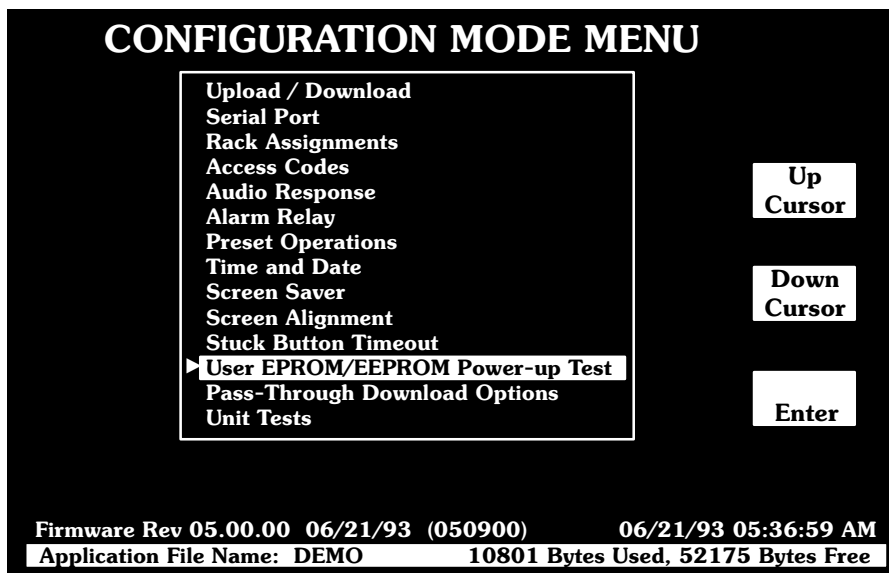 CONFIGURATION MODE MENU
Upload / Download
Serial Port
Rack Assignments
Access Codes
Audio Response
Alarm Relay
Preset Operations
Time and Date
Screen Saver
Screen Alignment
Stuck Button Timeout
User EPROM/EEPROM Power-up Test
Pass-Through Download Options
Unit Tests
Up
Cursor
Down
Cursor
Enter
Firmware Rev 05.00.00 06/21/93 (050900) 06/21/93 05:36:59 AM
Application File Name: DEMO 10801 Bytes Used, 52175 Bytes Free